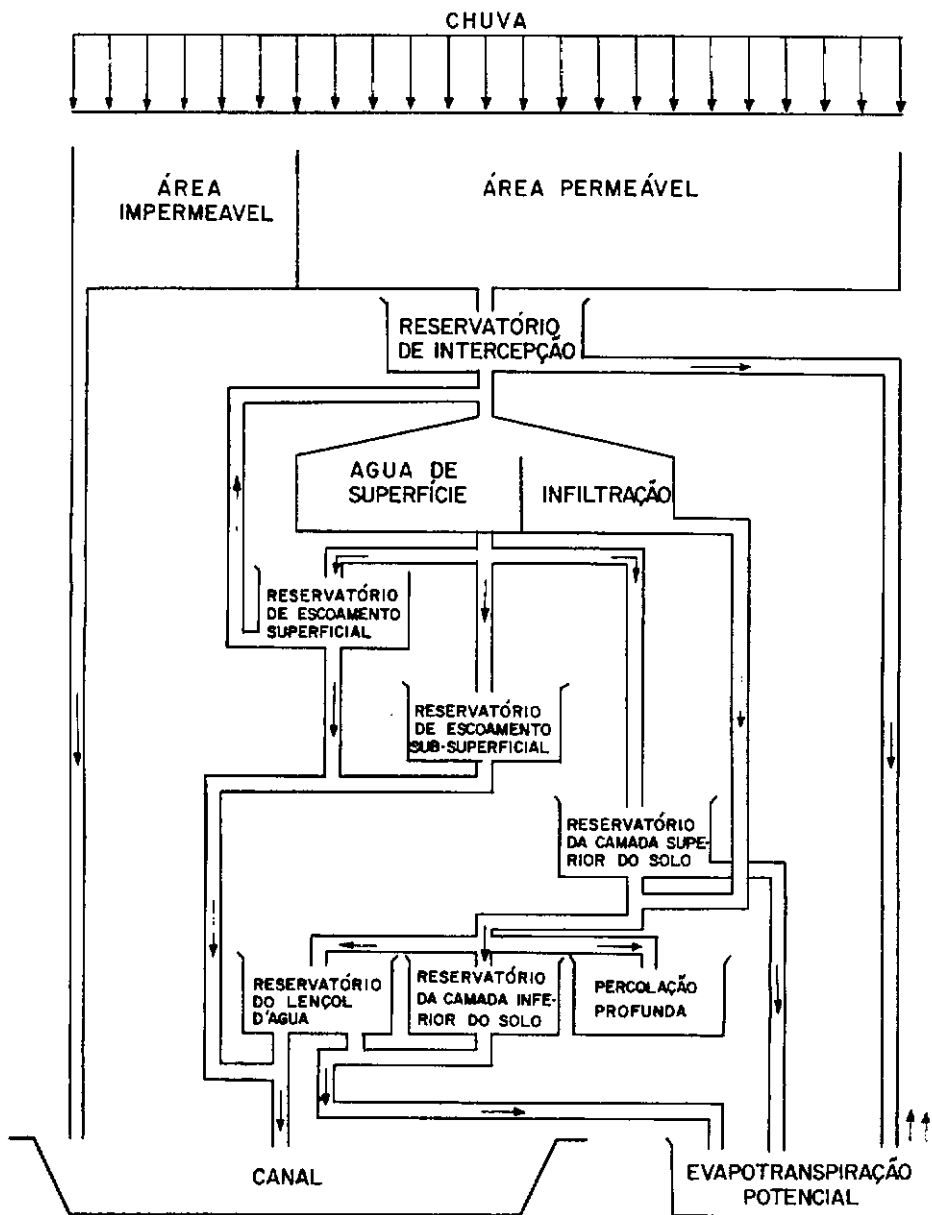 CHUVA
ÁREA
IMPERMEAVEL
ÁREA PERMEÁVEL
RESERVATÓRIO
DE INTERCEPÇÃO
AGUA DE
SUPERFÍCIE
INFILTRAÇÃO
RESERVATÓRIO
DE ESCOAMENTO
SUPERFICIAL
RESERVATÓRIO
DE ESCOAMENTO
SUB-SUPERFICIAL
RESERVATÓRIO
DA CAMADA SUPE-
RIOR DO SOLO
RESERVATÓRIO
DO LENÇOL
D'ÁGUA
RESERVATÓRIO
DA CAMADA INFE-
RIOR DO SOLO
PERCOLAÇÃO
PROFUNDA
CANAL
EVAPOTRANSPIRAÇÃO
POTENCIAL